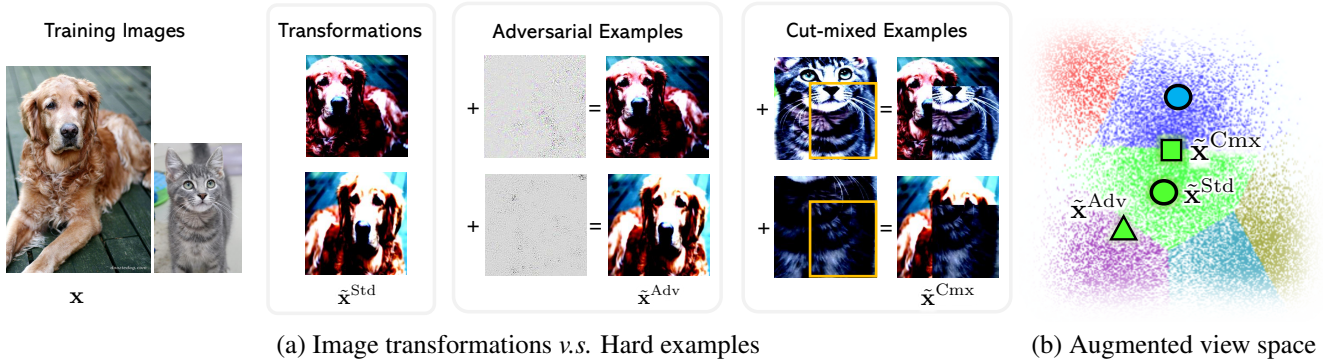 Training Images
Transformations
Adversarial Examples
Cut-mixed Examples
+ =
+ =
+ =
+ =
x
x̃^Std
x̃^Adv
x̃^Cmx
x̃^Cmx
x̃^Std
x̃^Adv
(a) Image transformations v.s. Hard examples
(b) Augmented view space